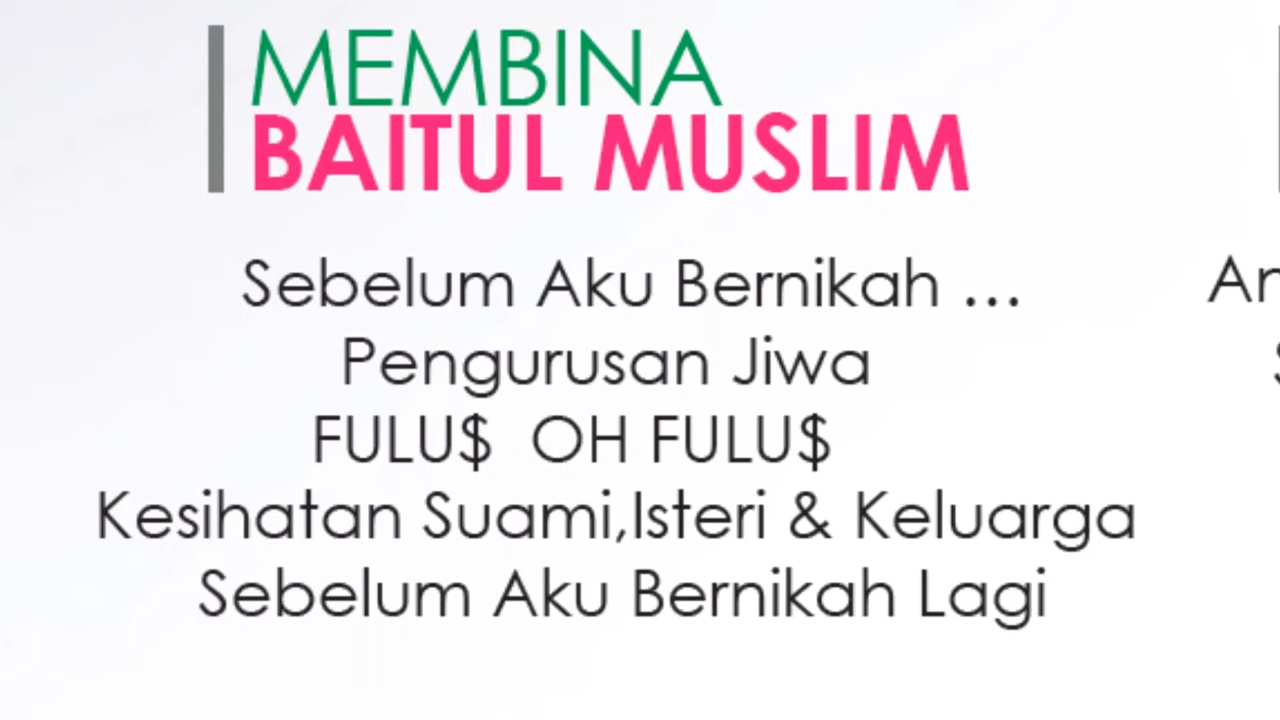 MEMBINA
BAITUL MUSLIM
Sebelum Aku Bernikah ...
Pengurusan Jiwa
FULU$ OH FULU$
Kesihatan Suami,Isteri & Keluarga
Sebelum Aku Bernikah Lagi